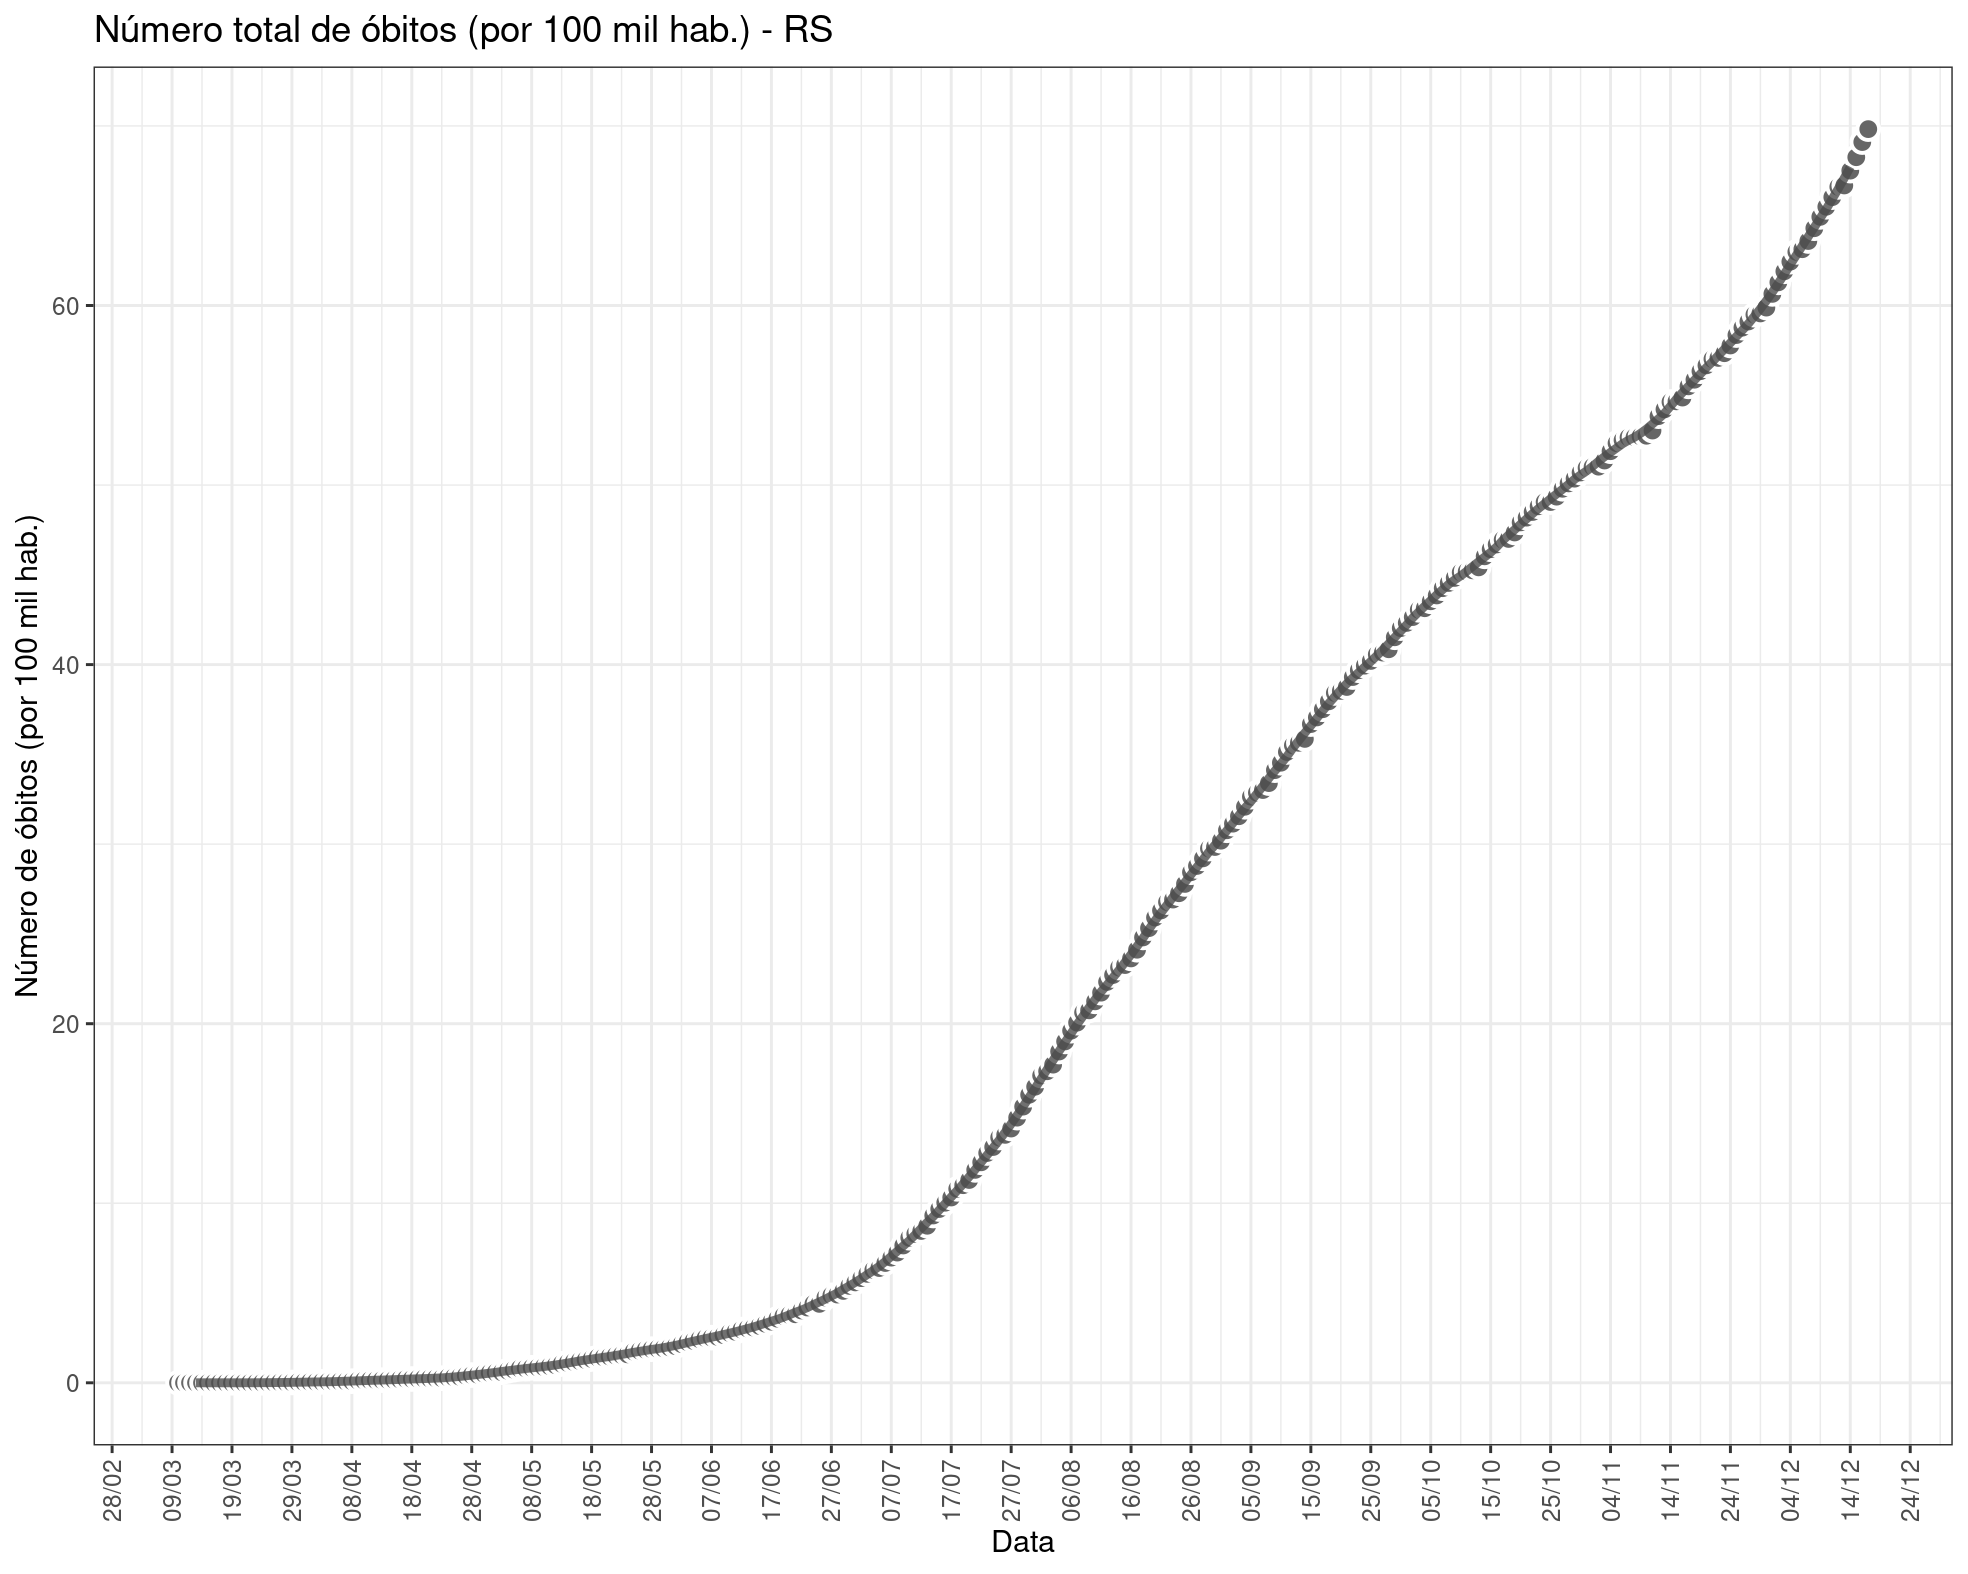 Número total de óbitos (por 100 mil hab.) - RS
Número de óbitos (por 100 mil hab.)
60
40
20
0
28/02 09/03 19/03 29/03 08/04 18/04 28/04 08/05 18/05 28/05 07/06 17/06 27/06 07/07 17/07 27/07 06/08 16/08 26/08 05/09 15/09 25/09 05/10 15/10 25/10 04/11 14/11 24/11 04/12 14/12 24/12
Data